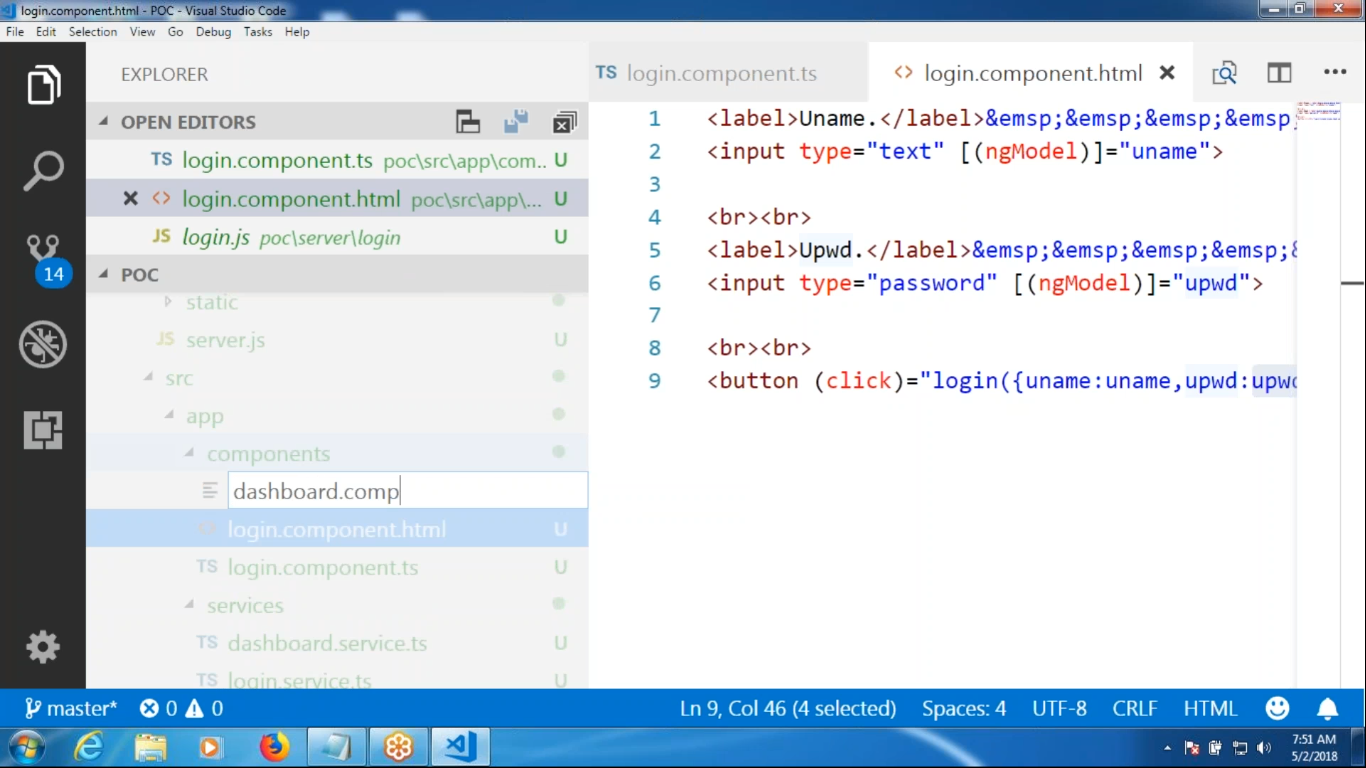 login.component.html - POC - Visual Studio Code
File Edit Selection View Go Debug Tasks Help
EXPLORER
OPEN EDITORS
TS login.component.ts poc\src\app\com.. U
login.component.html poc\src\app\... U
JS login.js poc\server\login U
POC
static
JS server.js U
src
app
components
dashboard.comp
login.component.html U
TS login.component.ts U
services
TS dashboard.service.ts U
TS login.service.ts U
14
TS login.component.ts
<> login.component.html
1 <label>Uname.</label>&emsp;&emsp;&emsp;&emsp;
2 <input type="text" [(ngModel)]="uname">
3
4 <br><br>
5 <label>Upwd.</label>&emsp;&emsp;&emsp;&emsp;&
6 <input type="password" [(ngModel)]="upwd">
7
8 <br><br>
9 <button (click)="login({uname:uname,upwd:upwd
master* 0 0 Ln 9, Col 46 (4 selected) Spaces: 4 UTF-8 CRLF HTML
7:51 AM
5/2/2018